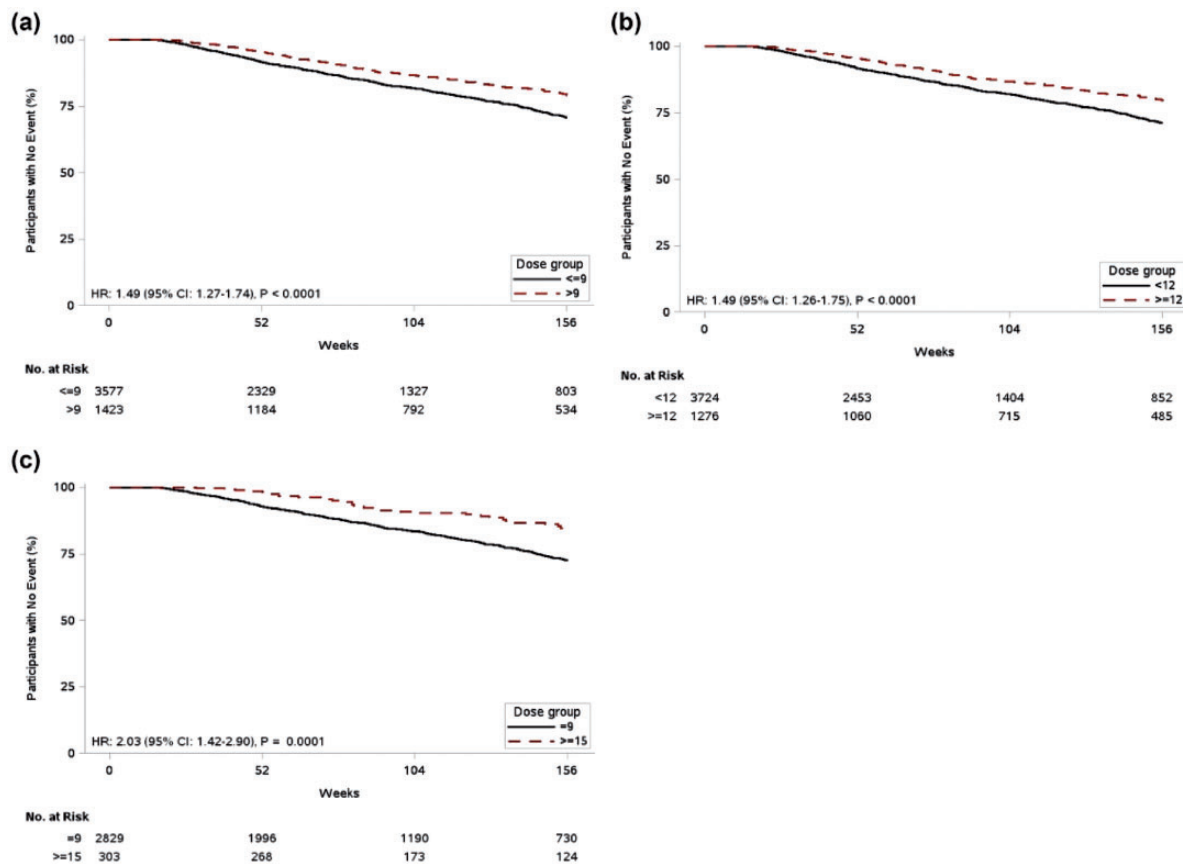 (a)
100
75
50
25
0
Participants with No Event (%)
HR: 1.49 (95% CI: 1.27-1.74), P < 0.0001
Dose group
<=9
>9
0 52 104 156
Weeks
No. at Risk
<=9 3577 2329 1327 803
>9 1423 1184 792 534
(b)
100
75
50
25
0
Participants with No Event (%)
HR: 1.49 (95% CI: 1.26-1.75), P < 0.0001
Dose group
<12
>=12
0 52 104 156
Weeks
No. at Risk
<12 3724 2453 1404 852
>=12 1276 1060 715 485
(c)
100
75
50
25
0
Participants with No Event (%)
HR: 2.03 (95% CI: 1.42-2.90), P = 0.0001
Dose group
=9
>=15
0 52 104 156
Weeks
No. at Risk
=9 2829 1996 1190 730
>=15 303 268 173 124